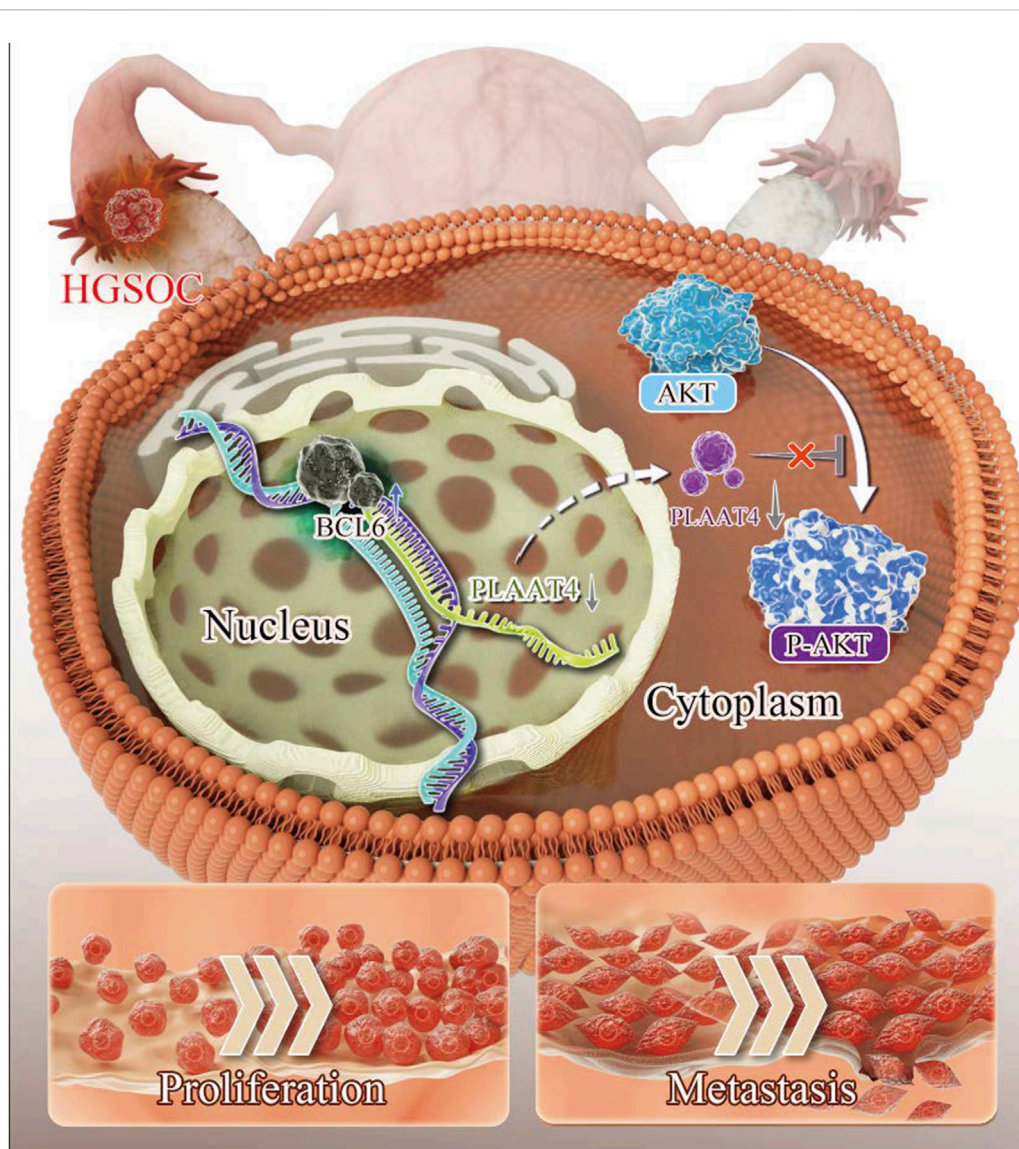 HGSOC
AKT
BCL6
PLAAT4
PLAAT4
Nucleus
P-AKT
Cytoplasm
Proliferation
Metastasis